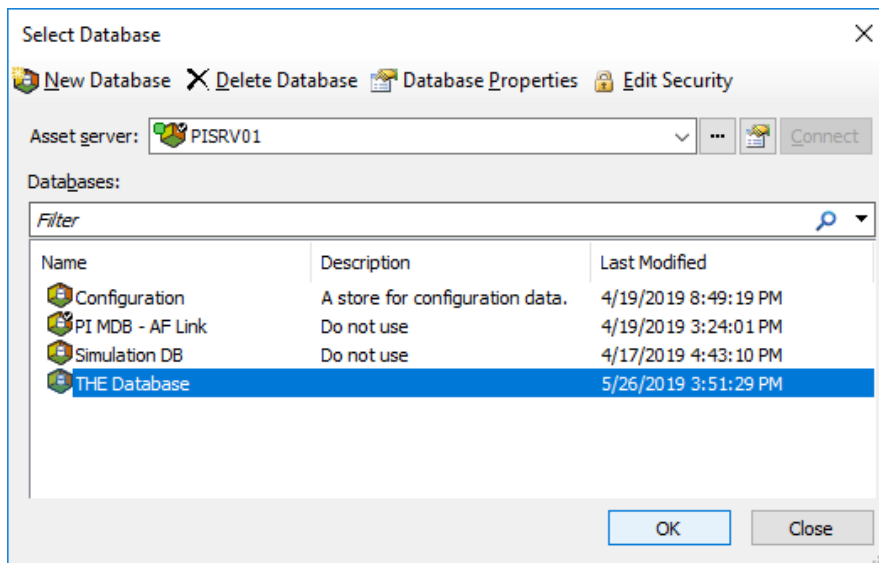 Select Database
New Database Delete Database Database Properties Edit Security
Asset server: PISRV01 ... Connect
Databases:
Filter
Name Description Last Modified
Configuration A store for configuration data. 4/19/2019 8:49:19 PM
PI MDB - AF Link Do not use 4/19/2019 3:24:01 PM
Simulation DB Do not use 4/17/2019 4:43:10 PM
THE Database 5/26/2019 3:51:29 PM
OK Close